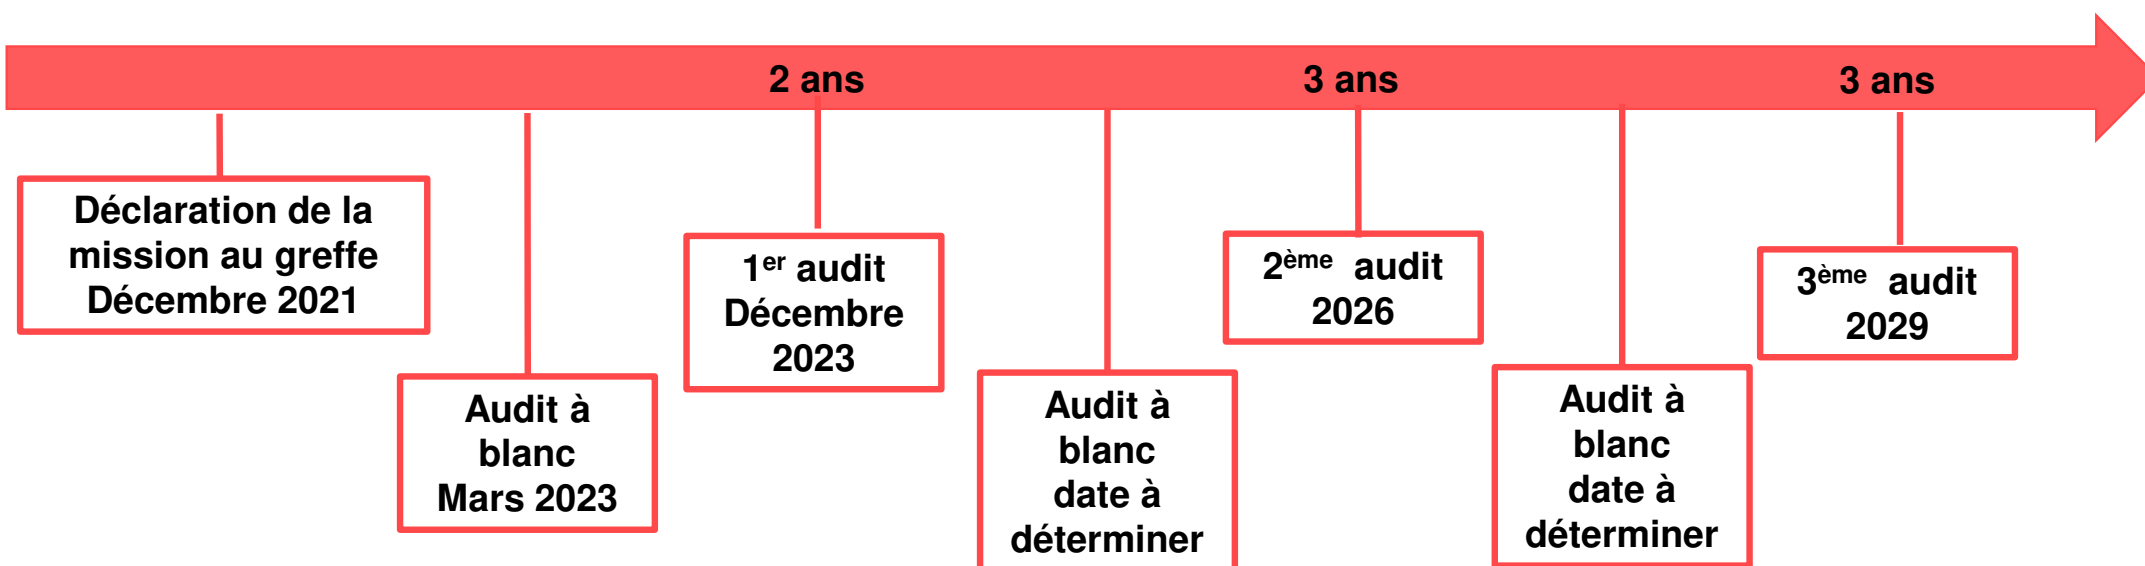 2 ans
3 ans
3 ans
Déclaration de la
mission au greffe
Décembre 2021
Audit à
blanc
Mars 2023
1er audit
Décembre
2023
Audit à
blanc
date à
déterminer
2ème audit
2026
Audit à
blanc
date à
déterminer
3ème audit
2029